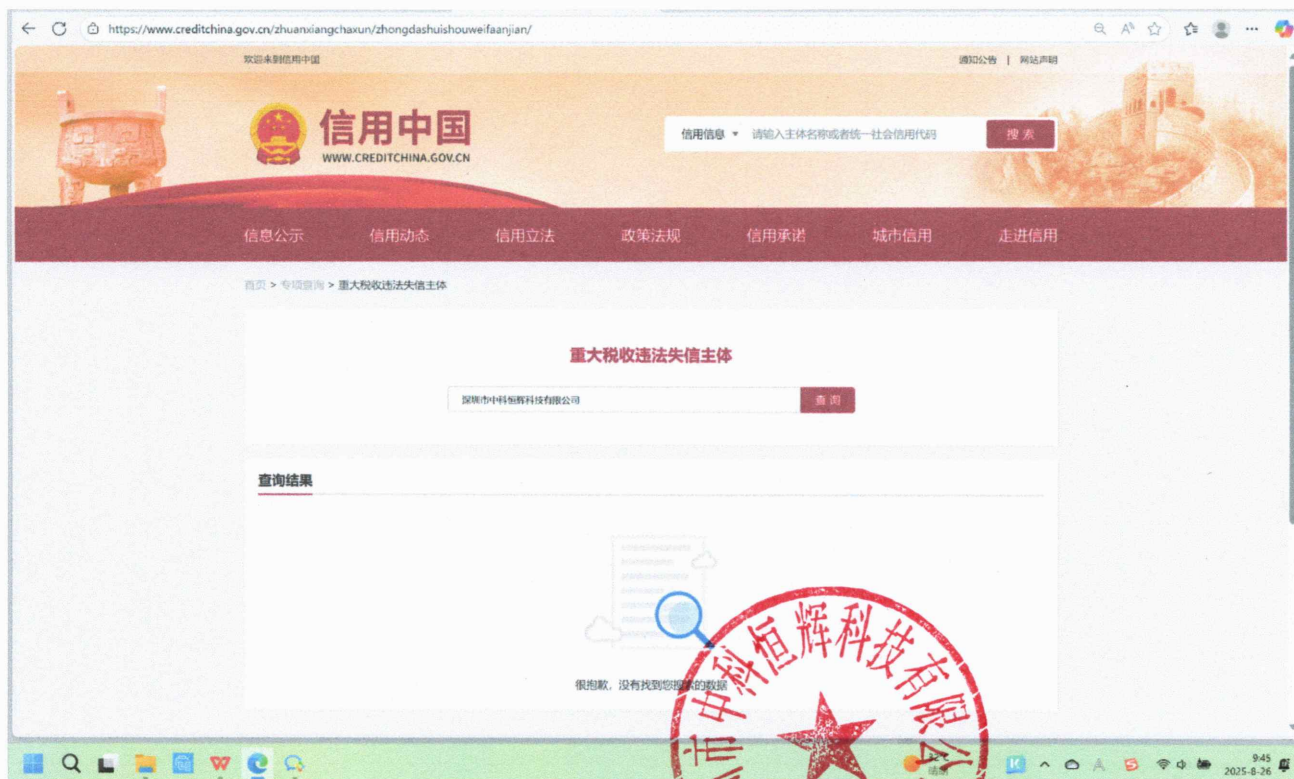 https://www.creditchina.gov.cn/zhuanxiangchaxun/zhongdashuishouweifaanjian/
欢迎来到信用中国
通知公告 | 网站声明
信用中国
WWW.CREDITCHINA.GOV.CN
信用信息 请输入主体名称或者统一社会信用代码 搜索
信息公示 信用动态 信用立法 政策法规 信用承诺 城市信用 走进信用
首页 > 专项查询 > 重大税收违法失信主体
重大税收违法失信主体
深圳市中科恒辉科技有限公司 查询
查询结果
很抱歉，没有找到您搜索的数据
市中科恒辉科技有限公
9:45
2025-8-26